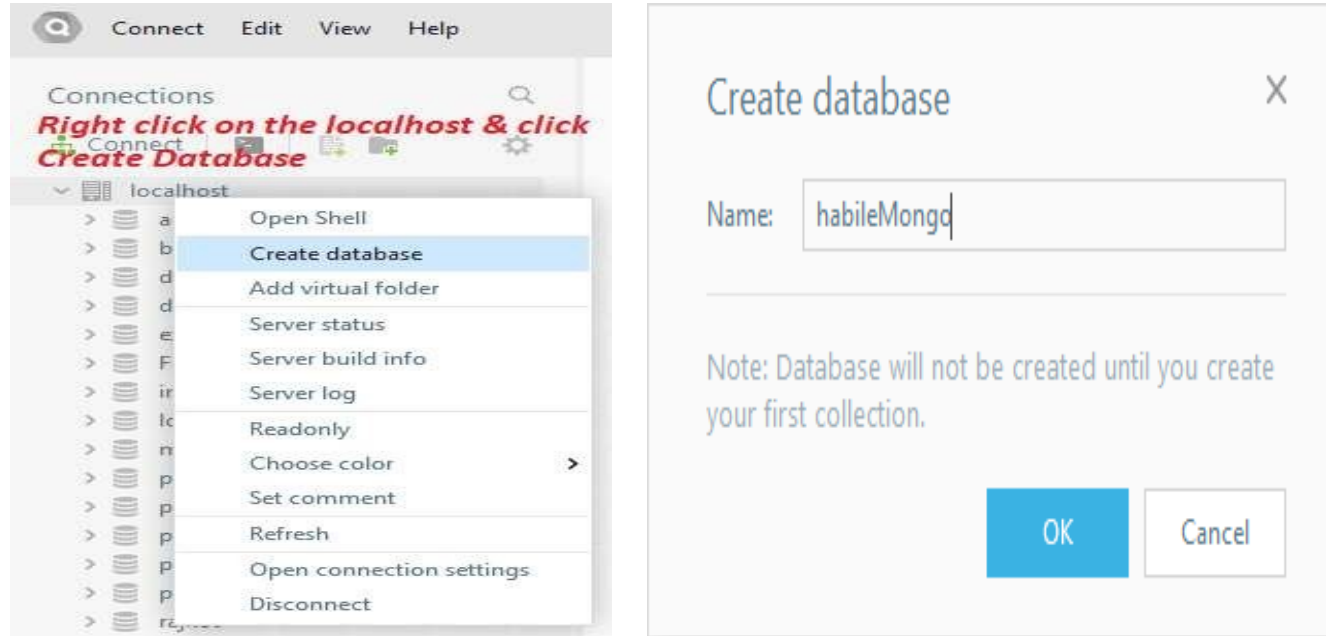 Connect Edit View Help
Connections
Right click on the localhost & click
Connect
Create Database
localhost
a
b
d
d
e
F
ir
lc
p
p
p
p
p
Open Shell
Create database
Add virtual folder
Server status
Server build info
Server log
Readonly
Choose color
Set comment
Refresh
Open connection settings
Disconnect
Create database
X
Name: habileMongo
Note: Database will not be created until you create
your first collection.
OK Cancel